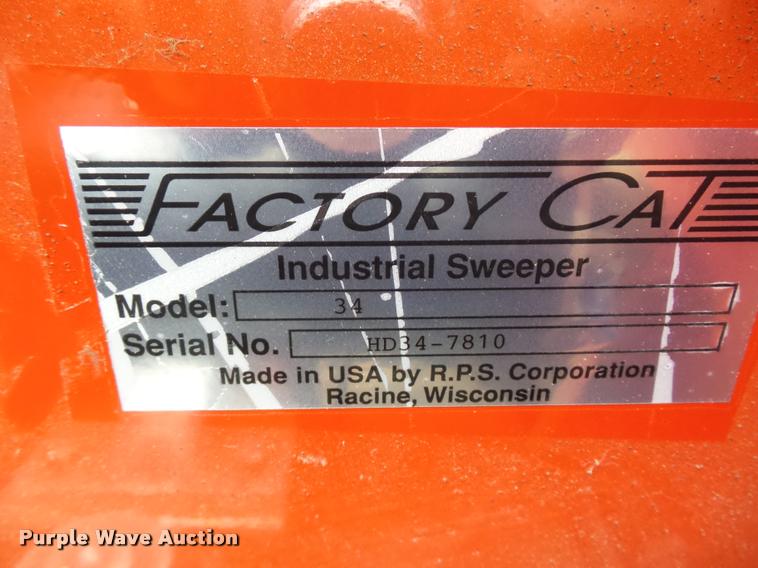 FACTORY CAT
Industrial Sweeper
Model: 34
Serial No. HD34-7810
Made in USA by R.P.S. Corporation
Racine, Wisconsin
Purple Wave Auction